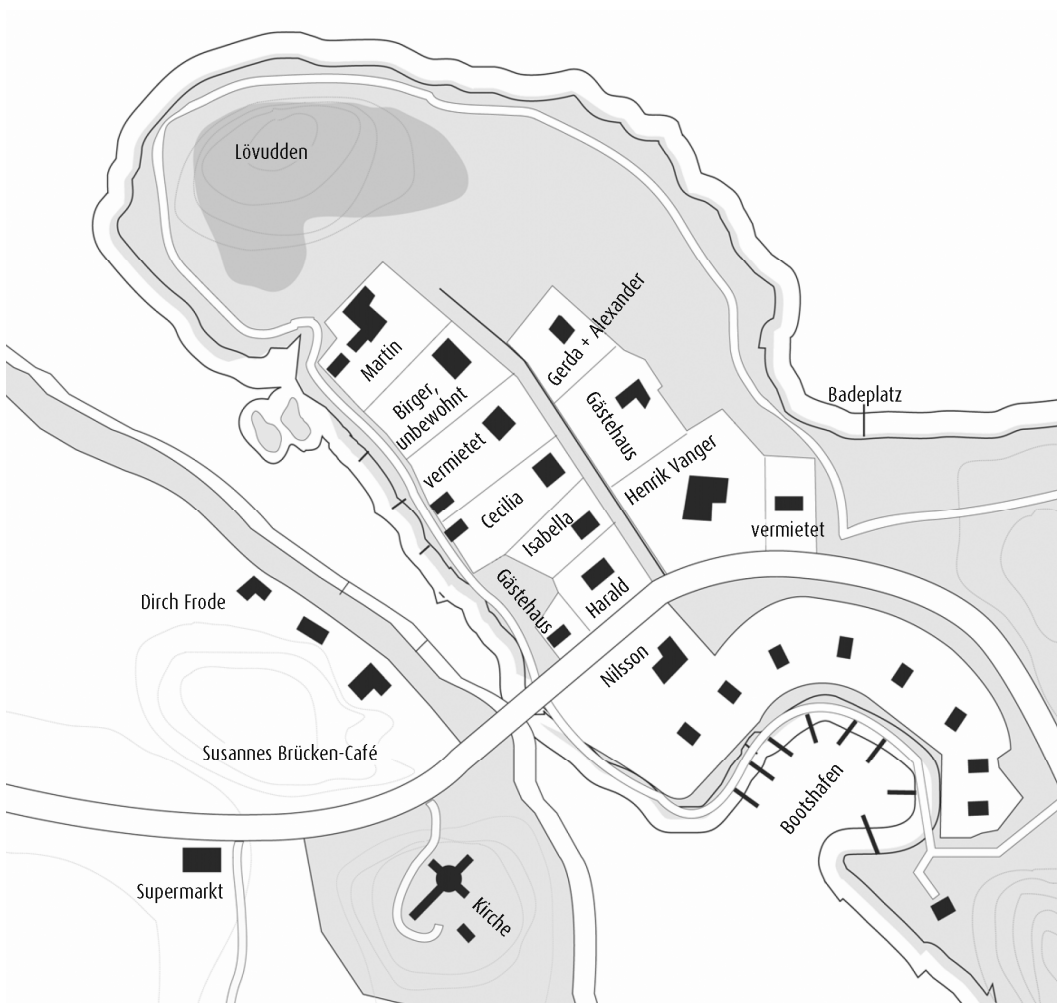 Lövudden
Gerda + Alexander
Martin
Birger,
unbewohnt
Gästehaus
Badeplatz
vermietet
Henrik Vanger
Cecilia
Isabella
vermietet
Gästehaus
Harald
Dirch Frode
Nilsson
Susannes Brücken-Café
Bootshafen
Supermarkt
Kirche